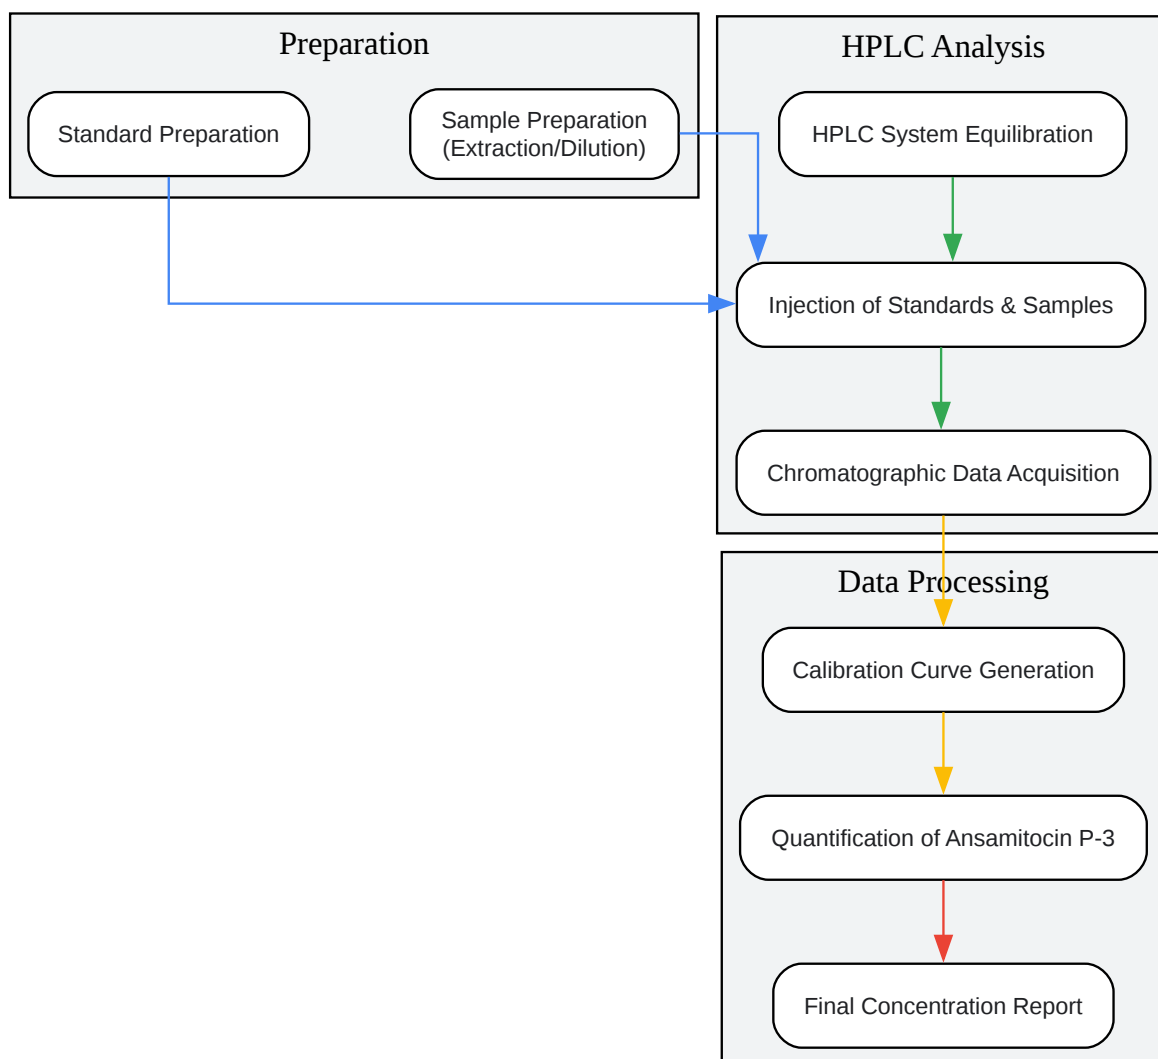 Preparation
Standard Preparation
Sample Preparation
(Extraction/Dilution)
HPLC Analysis
HPLC System Equilibration
Injection of Standards & Samples
Chromatographic Data Acquisition
Data Processing
Calibration Curve Generation
Quantification of Ansamitocin P-3
Final Concentration Report